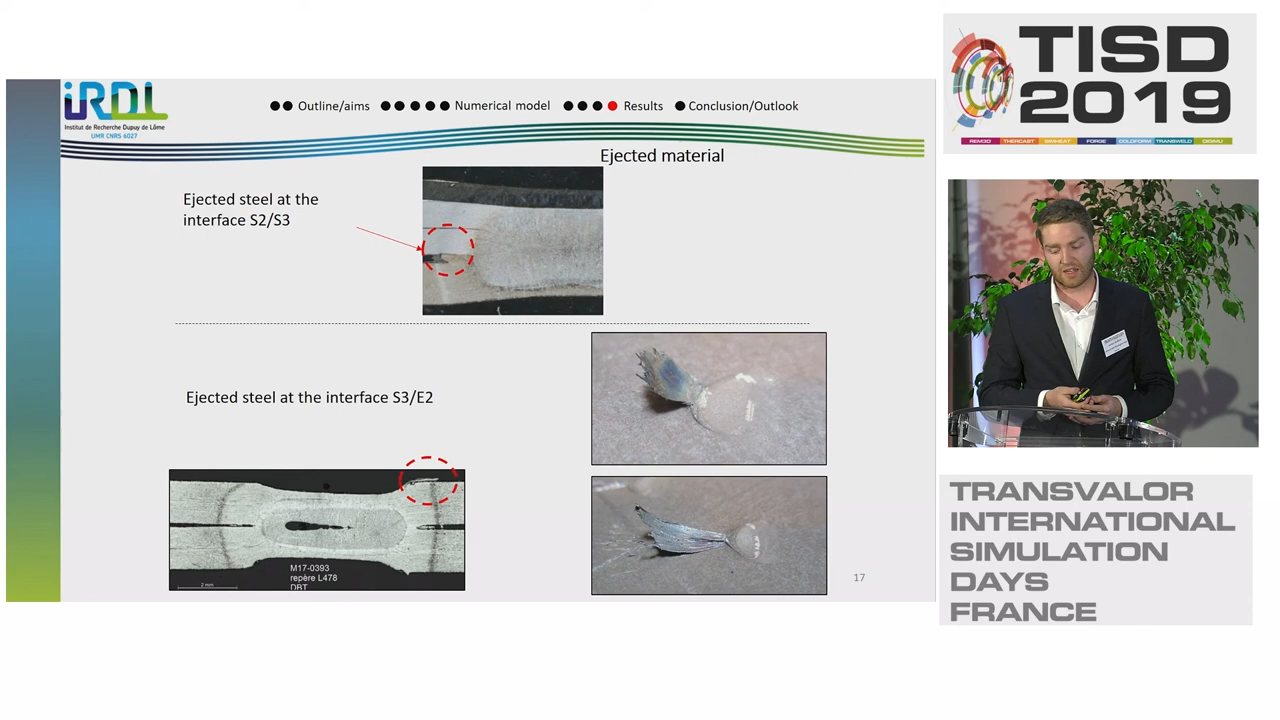 iRDL
Institut de Recherche Dupuy de Lôme
UMR CNRS 6027
Outline/aims
Numerical model
Results
Conclusion/Outlook
Ejected material
Ejected steel at the
interface S2/S3
Ejected steel at the interface S3/E2
M17-0393
repère L478
DBT
2 mm
17
TISD
2019
REM3D THERCAST SIMHEAT FORGE COLDFORM TRANSWELD DIGIMU
TRANSVALOR
INTERNATIONAL
SIMULATION
DAYS
FRANCE